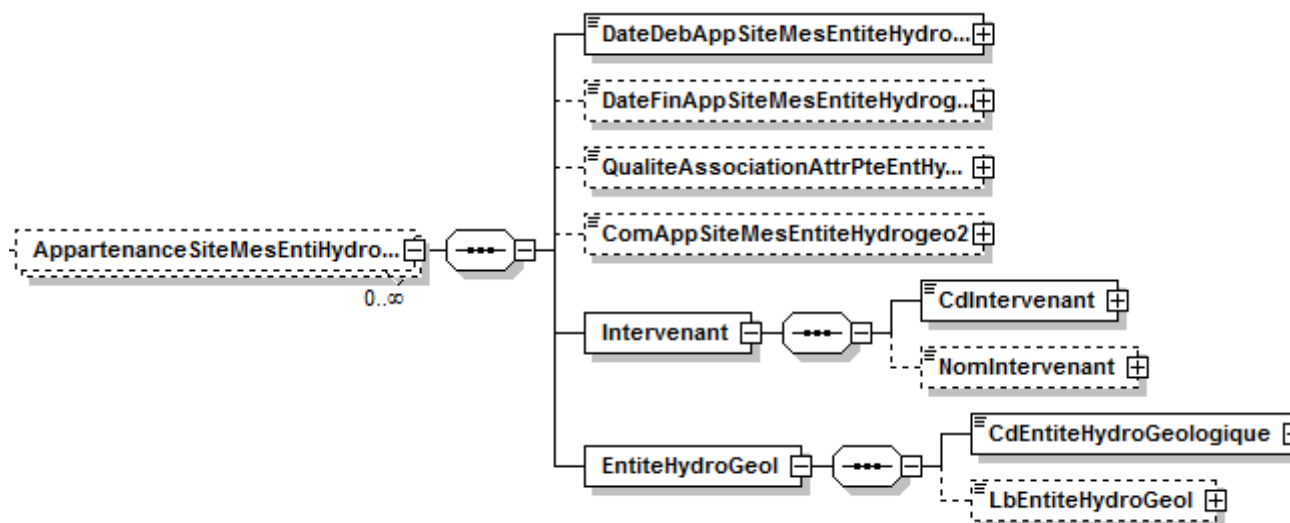 DateDebAppSiteMesEntiteHydro...
DateFinAppSiteMesEntiteHydrog...
QualiteAssociationAttrPteEntHy...
ComAppSiteMesEntiteHydrogeo2
AppartenanceSiteMesEntiHydro...
0..∞
CdIntervenant
Intervenant
NomIntervenant
CdEntiteHydroGeologique
EntiteHydroGeol
LbEntiteHydroGeol